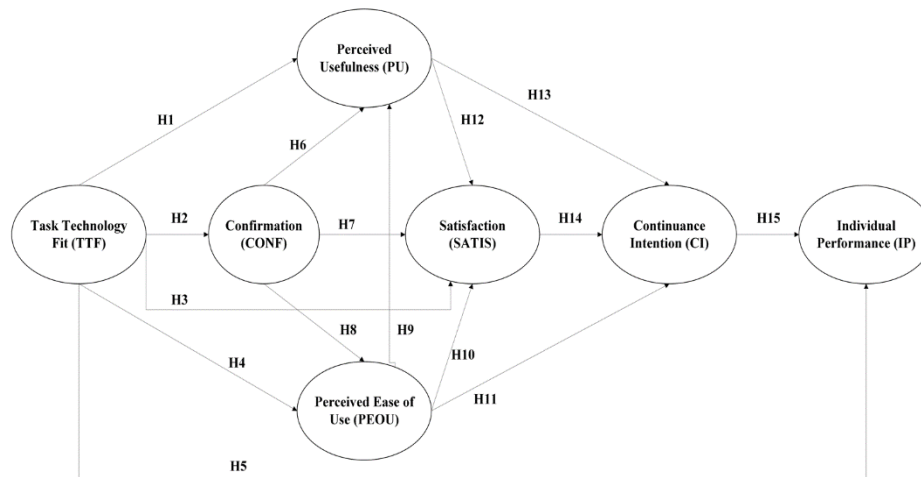 Perceived
Usefulness (PU)
H1
H6
H12
H13
Task Technology
Fit (TTF)
H2
Confirmation
(CONF)
H7
Satisfaction
(SATIS)
H14
Continuance
Intention (CI)
H15
Individual
Performance (IP)
H3
H8
H9
H4
H10
H11
Perceived Ease of
Use (PEOU)
H5